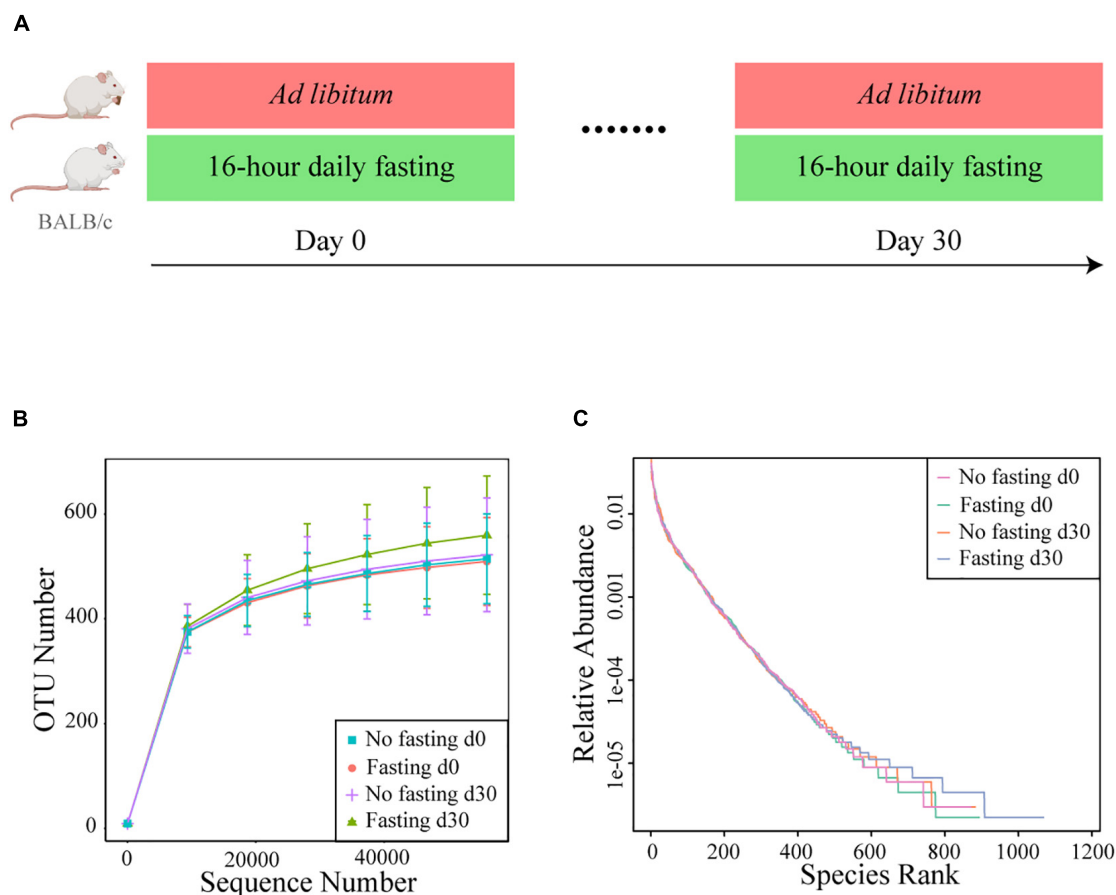 A
Ad libitum
Ad libitum
16-hour daily fasting
16-hour daily fasting
BALB/c
Day 0
Day 30
B
OTU Number
600
400
200
0
0
20000
40000
Sequence Number
No fasting d0
Fasting d0
No fasting d30
Fasting d30
C
Relative Abundance
0.01
0.001
1e-04
1e-05
0
200
400
600
800
1000
1200
Species Rank
No fasting d0
Fasting d0
No fasting d30
Fasting d30